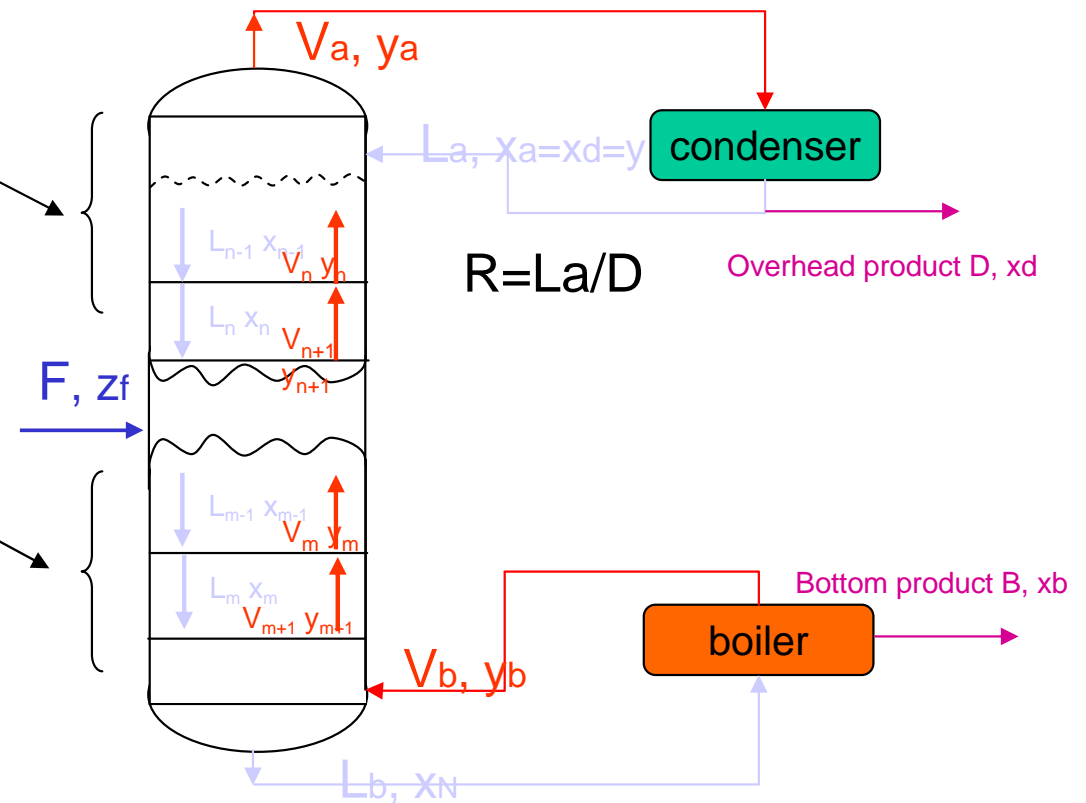 Va, ya
La, xa=xd=y
condenser
Ln-1 xn-1
Vn yn
R=La/D
Overhead product D, xd
Ln xn
Vn+1
yn+1
F, zf
Lm-1 xm-1
Vm ym
Lm xm
Vm+1 ym+1
Bottom product B, xb
boiler
Vb, yb
Lb, xN